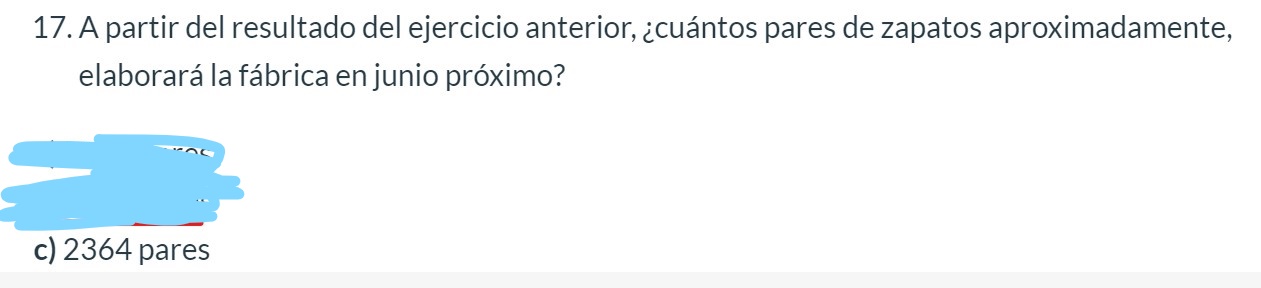 17. A partir del resultado del ejercicio anterior, ¿cuántos pares de zapatos aproximadamente,
elaborará la fábrica en junio próximo?
c) 2364 pares